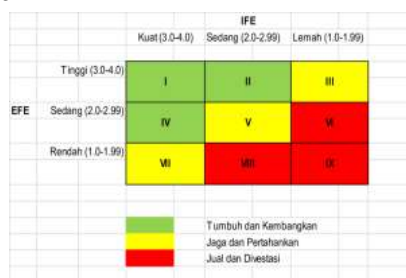 IFE
Kuat (3.0-4.0) Sedang (2.0-2.99) Lemah (1.0-1.99)
Tinggi (3.0-4.0)
I II III
EFE Sedang (2.0-2.99)
IV V VI
Rendah (1.0-1.99)
VII VIII IX
Tumbuh dan Kembangkan
Jaga dan Pertahankan
Jual dan Divestasi